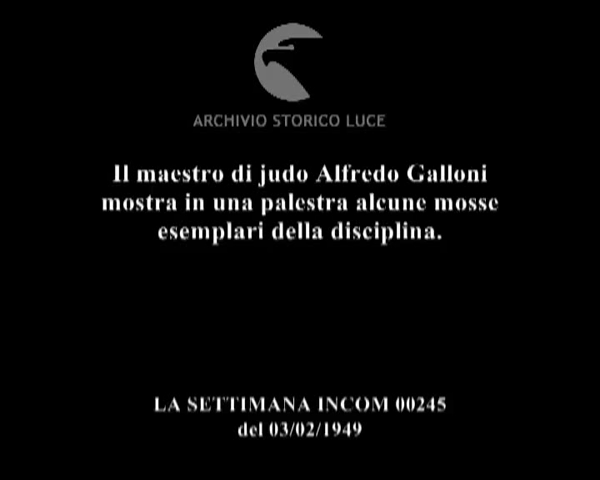 ARCHIVIO STORICO LUCE
Il maestro di judo Alfredo Galloni
mostra in una palestra alcune mosse
esemplari della disciplina.
LA SETTIMANA INCOM 00245
del 03/02/1949